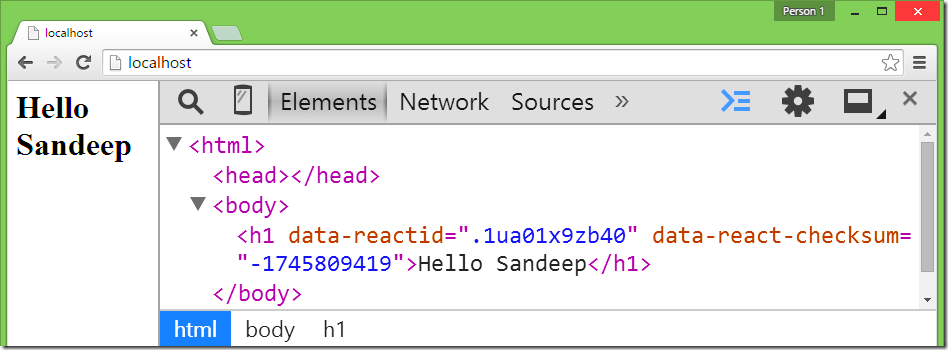 Person 1
localhost
localhost
Hello
Sandeep
Elements Network Sources »
<html>
<head></head>
<body>
<h1 data-reactid=".1ua01x9zb40" data-react-checksum=
"-1745809419">Hello Sandeep</h1>
</body>
html body h1